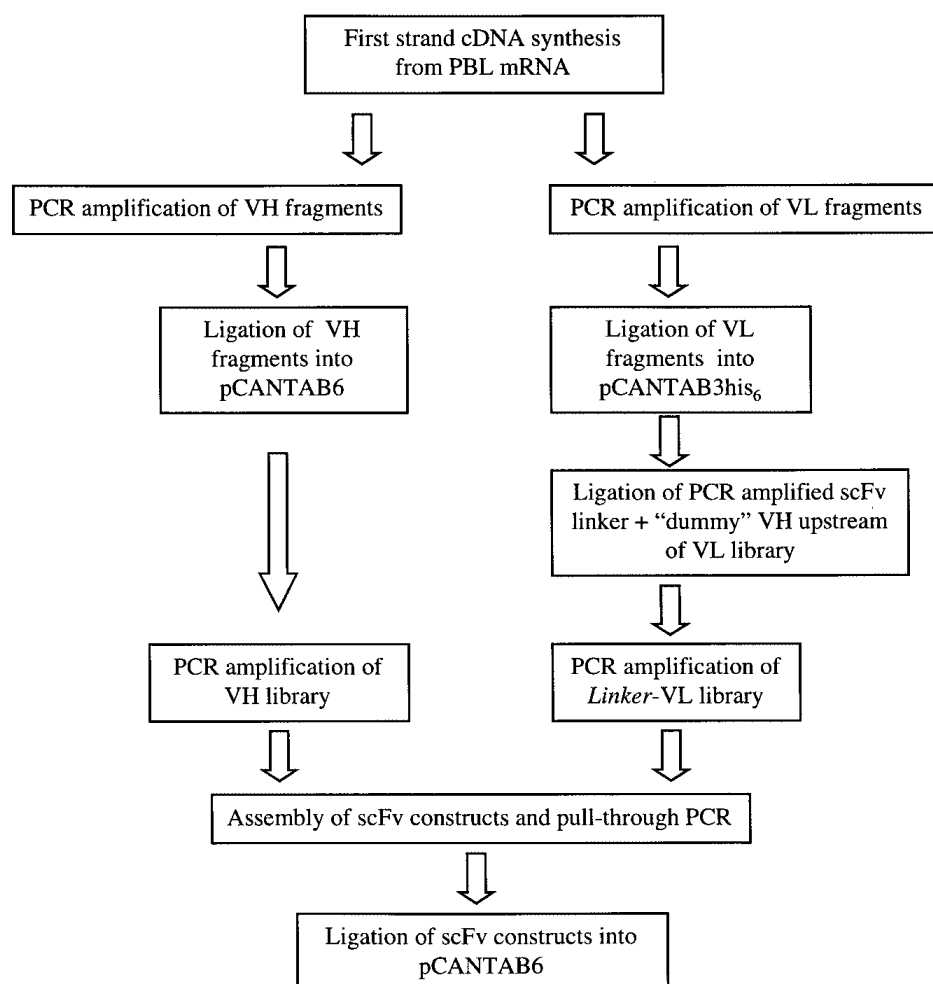 First strand cDNA synthesis
from PBL mRNA
PCR amplification of VH fragments
PCR amplification of VL fragments
Ligation of VH
fragments into
pCANTAB6
Ligation of VL
fragments into
pCANTAB3his₆
Ligation of PCR amplified scFv
linker + “dummy” VH upstream
of VL library
PCR amplification of
VH library
PCR amplification of
Linker-VL library
Assembly of scFv constructs and pull-through PCR
Ligation of scFv constructs into
pCANTAB6